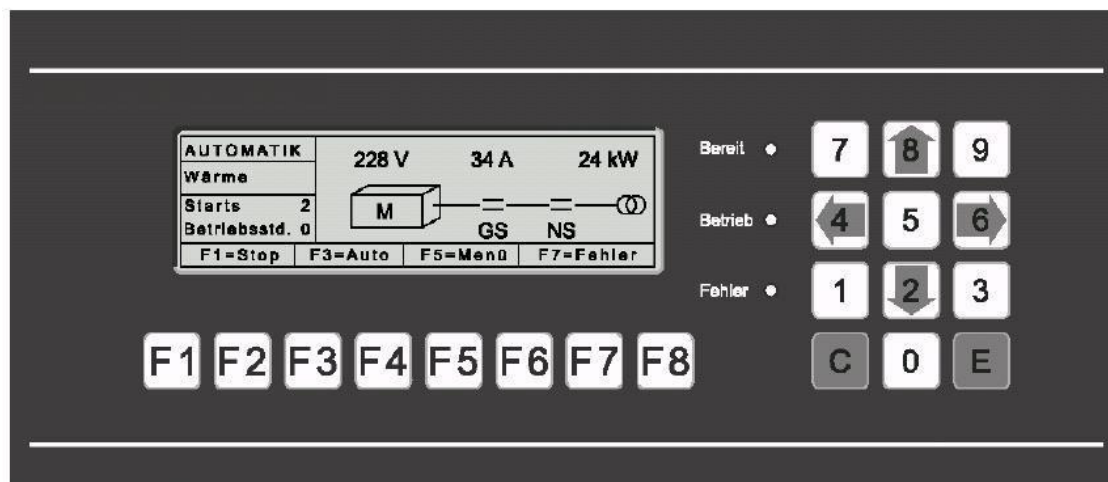 AUTOMATIK
Wärme
Starts 2
Betriebsstd. 0
228 V 34 A 24 kW
M
GS NS
F1=Stop F3=Auto F5=Menü F7=Fehler
Bereit
Betrieb
Fehler
7 8 9
4 5 6
1 2 3
C 0 E
F1 F2 F3 F4 F5 F6 F7 F8